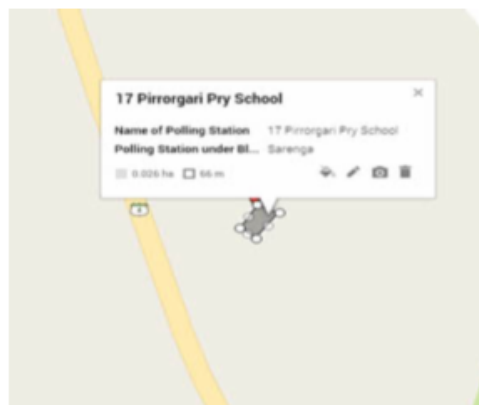 17 Pirrorgari Pry School
Name of Polling Station 17 Pirrorgari Pry School
Polling Station under Bl... Sarenga
0.026 ha 66 m